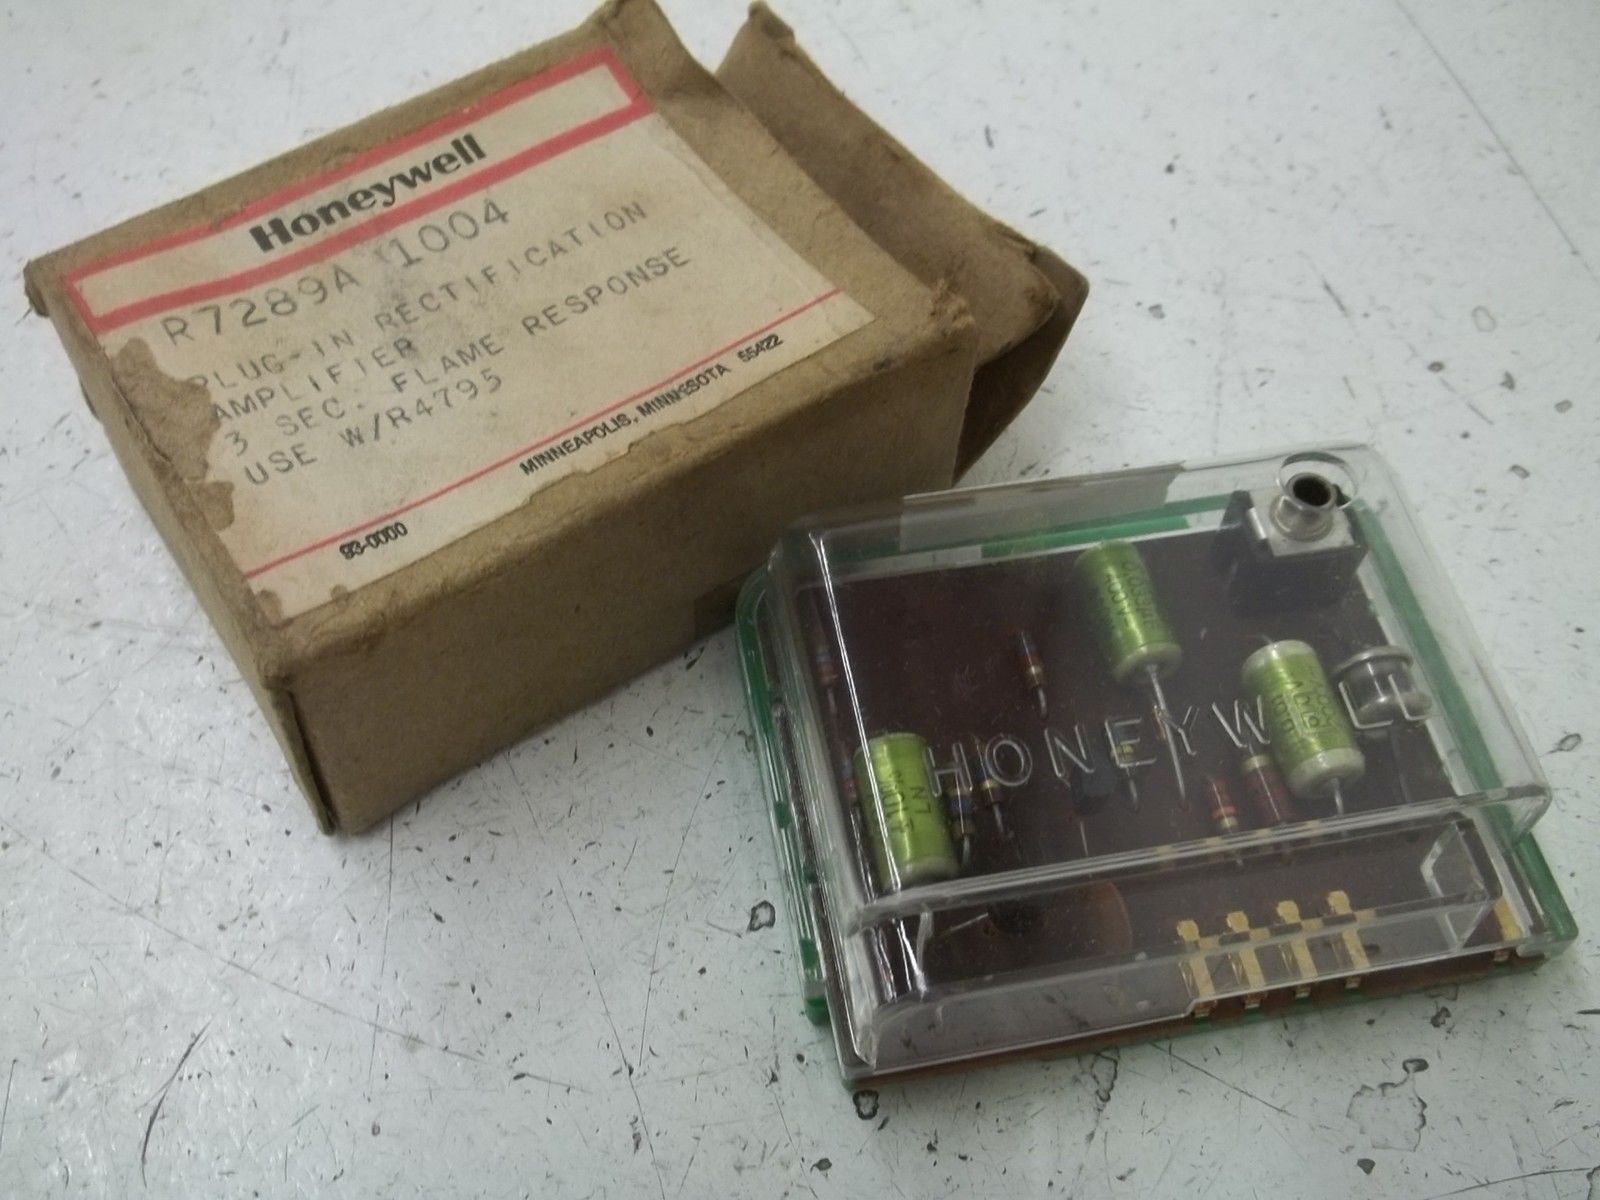 Honeywell
R7289A 1004
PLUG-IN RECTIFICATION
AMPLIFIER
3 SEC. FLAME RESPONSE
USE W/R4795
MINNEAPOLIS, MINNESOTA 55422
93-0000
HONEYWELL